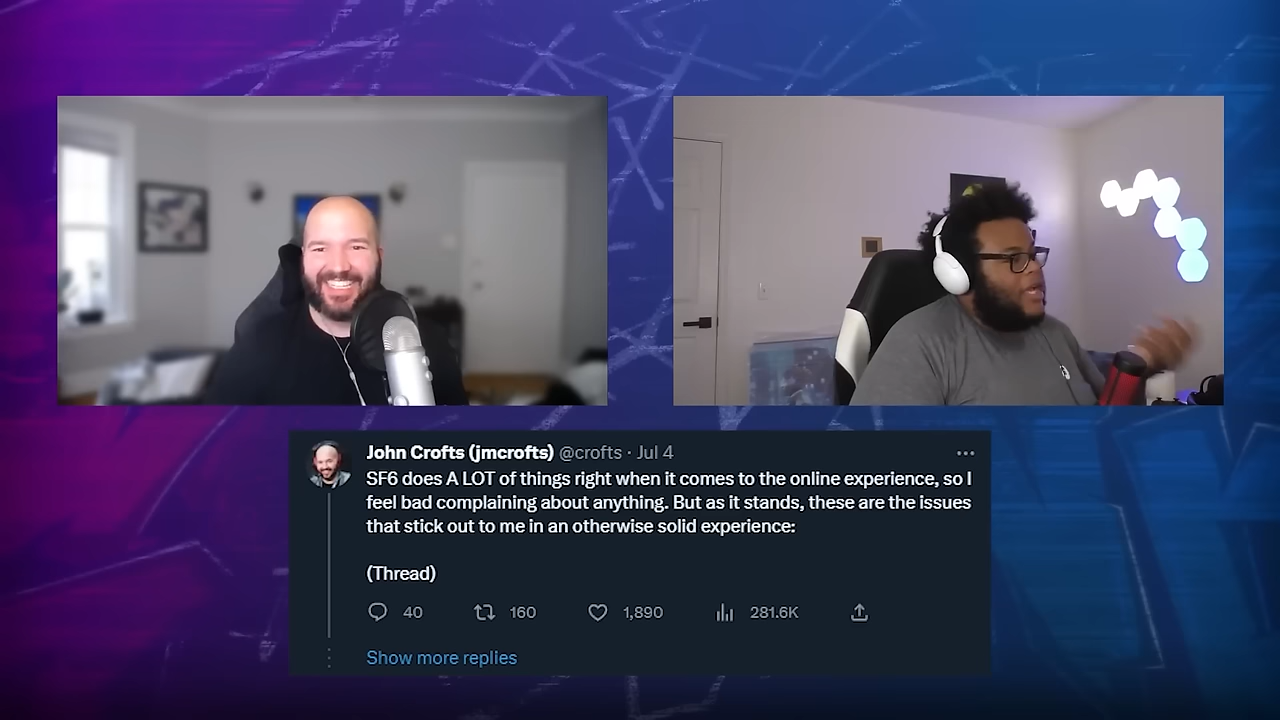 John Crofts (jmcrofts) @crofts · Jul 4
SF6 does A LOT of things right when it comes to the online experience, so I
feel bad complaining about anything. But as it stands, these are the issues
that stick out to me in an otherwise solid experience:
(Thread)
40 160 1,890 281.6K
Show more replies